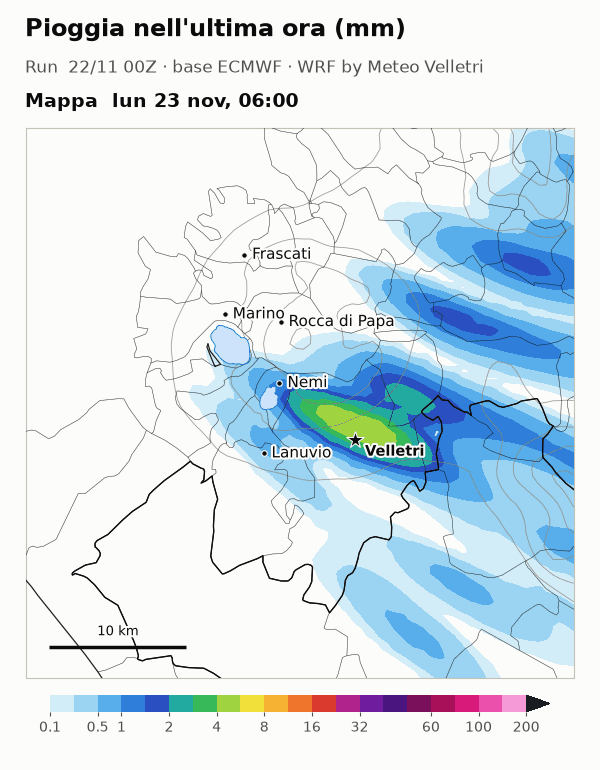 Pioggia nell'ultima ora (mm)
Run  22/11 00Z · base ECMWF · WRF by Meteo Velletri
Mappa  lun 23 nov, 06:00
Frascati
Marino
Rocca di Papa
Nemi
Velletri
Lanuvio
10 km
0.1 0.5 1 2 4 8 16 32 60 100 200